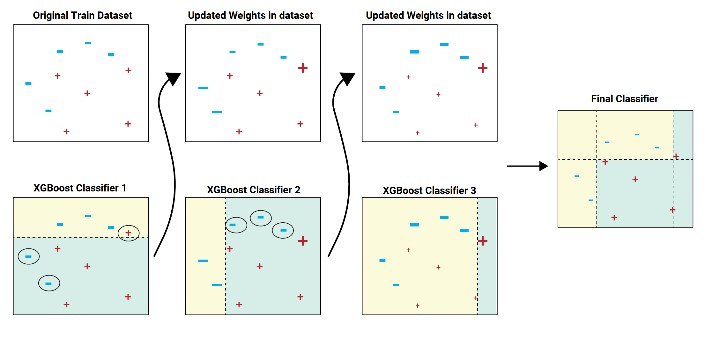 Original Train Dataset
Updated Weights in dataset
Updated Weights in dataset
Final Classifier
XGBoost Classifier 1
XGBoost Classifier 2
XGBoost Classifier 3